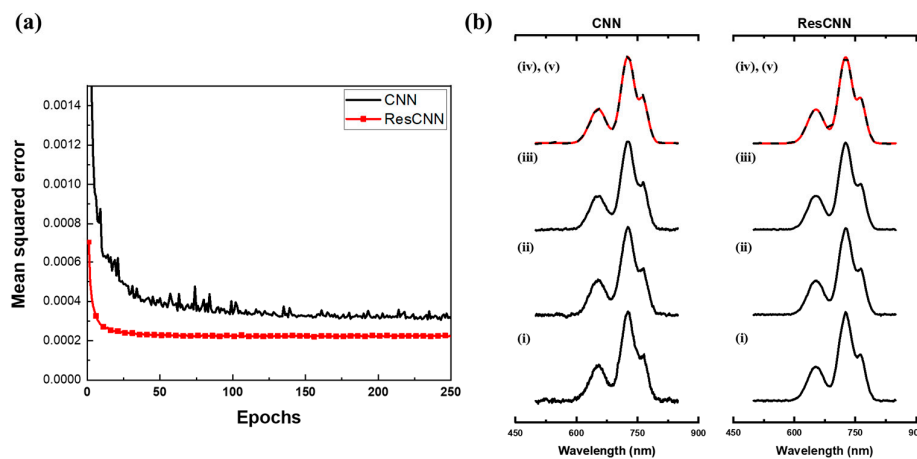 (a)
Mean squared error
0.0014
0.0012
0.0010
0.0008
0.0006
0.0004
0.0002
0.0000
CNN
ResCNN
0
50
100
150
200
250
Epochs
(b)
CNN
(iv), (v)
(iii)
(ii)
(i)
450
600
750
900
Wavelength (nm)
ResCNN
(iv), (v)
(iii)
(ii)
(i)
450
600
750
900
Wavelength (nm)